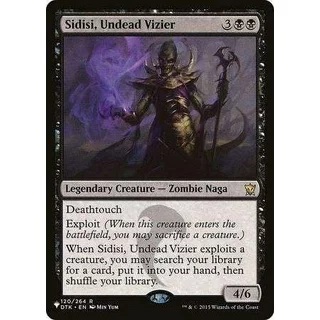 Sidisi, Undead Vizier 3
Legendary Creature — Zombie Naga
Deathtouch
Exploit (When this creature enters the
battlefield, you may sacrifice a creature.)
When Sidisi, Undead Vizier exploits a
creature, you may search your library
for a card, put it into your hand, then
shuffle your library.
4/6
120/264 R
DTK • EN Min Yum
™ & © 2015 Wizards of the Coast